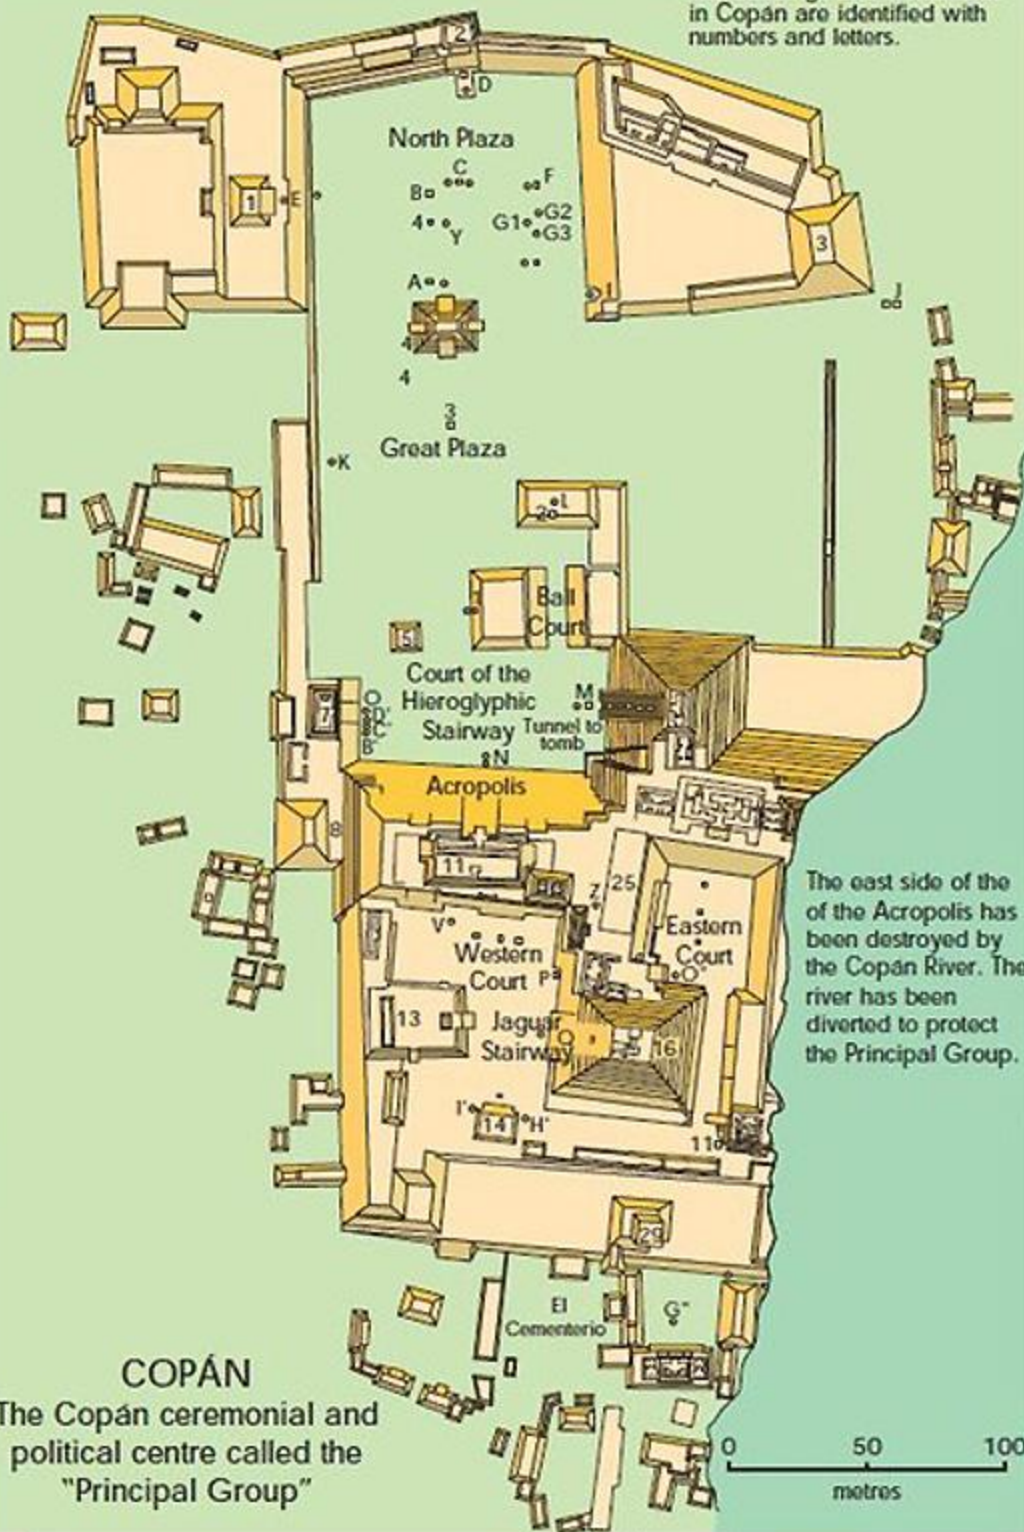 in Copán are identified with
numbers and letters.
2
D
North Plaza
C
F
B
1
E
G2
4
G1
G3
Y
3
A
I
J
4
4
3
Great Plaza
K
L
2
Ball
Court
5
Court of the
Hieroglyphic
Stairway
M
Tunnel to
tomb
O
D'
C'
B'
7
N
Acropolis
8
11
25
Z
V
Eastern
Court
Western
Court
P
O"
13
Jaguar
Stairway
16
I'
14
H'
11
29
El
Cementerio
G"
The east side of the
of the Acropolis has
been destroyed by
the Copán River. The
river has been
diverted to protect
the Principal Group.
COPÁN
The Copán ceremonial and
political centre called the
"Principal Group"
0 50 100
metres